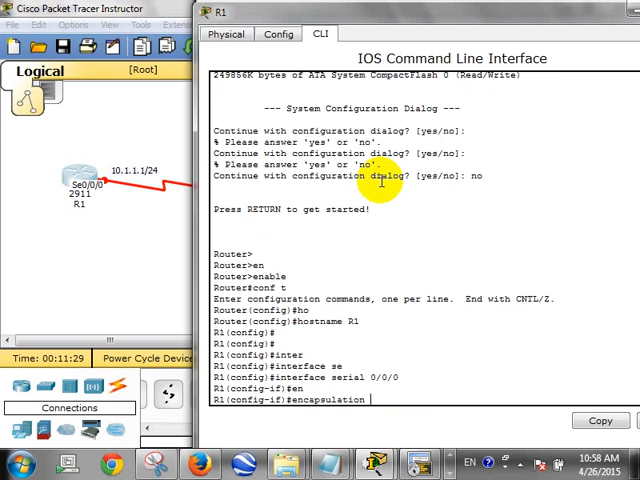 Cisco Packet Tracer Instructor
File Edit Options View Tools Extens
Logical
[Root]
10.1.1.1/24
Se0/0/0
2911
R1
Time: 00:11:29
Power Cycle Device
Connections
R1
Physical Config CLI
IOS Command Line Interface
249856K bytes of ATA System CompactFlash 0 (Read/Write)
--- System Configuration Dialog ---
Continue with configuration dialog? [yes/no]:
% Please answer 'yes' or 'no'.
Continue with configuration dialog? [yes/no]:
% Please answer 'yes' or 'no'.
Continue with configuration dialog? [yes/no]: no
Press RETURN to get started!
Router>
Router>en
Router>enable
Router#conf t
Enter configuration commands, one per line.  End with CNTL/Z.
Router(config)#ho
Router(config)#hostname R1
R1(config)#
R1(config)#
R1(config)#inter
R1(config)#interface se
R1(config)#interface serial 0/0/0
R1(config-if)#en
R1(config-if)#encapsulation
Copy
EN
10:58 AM
4/26/2015